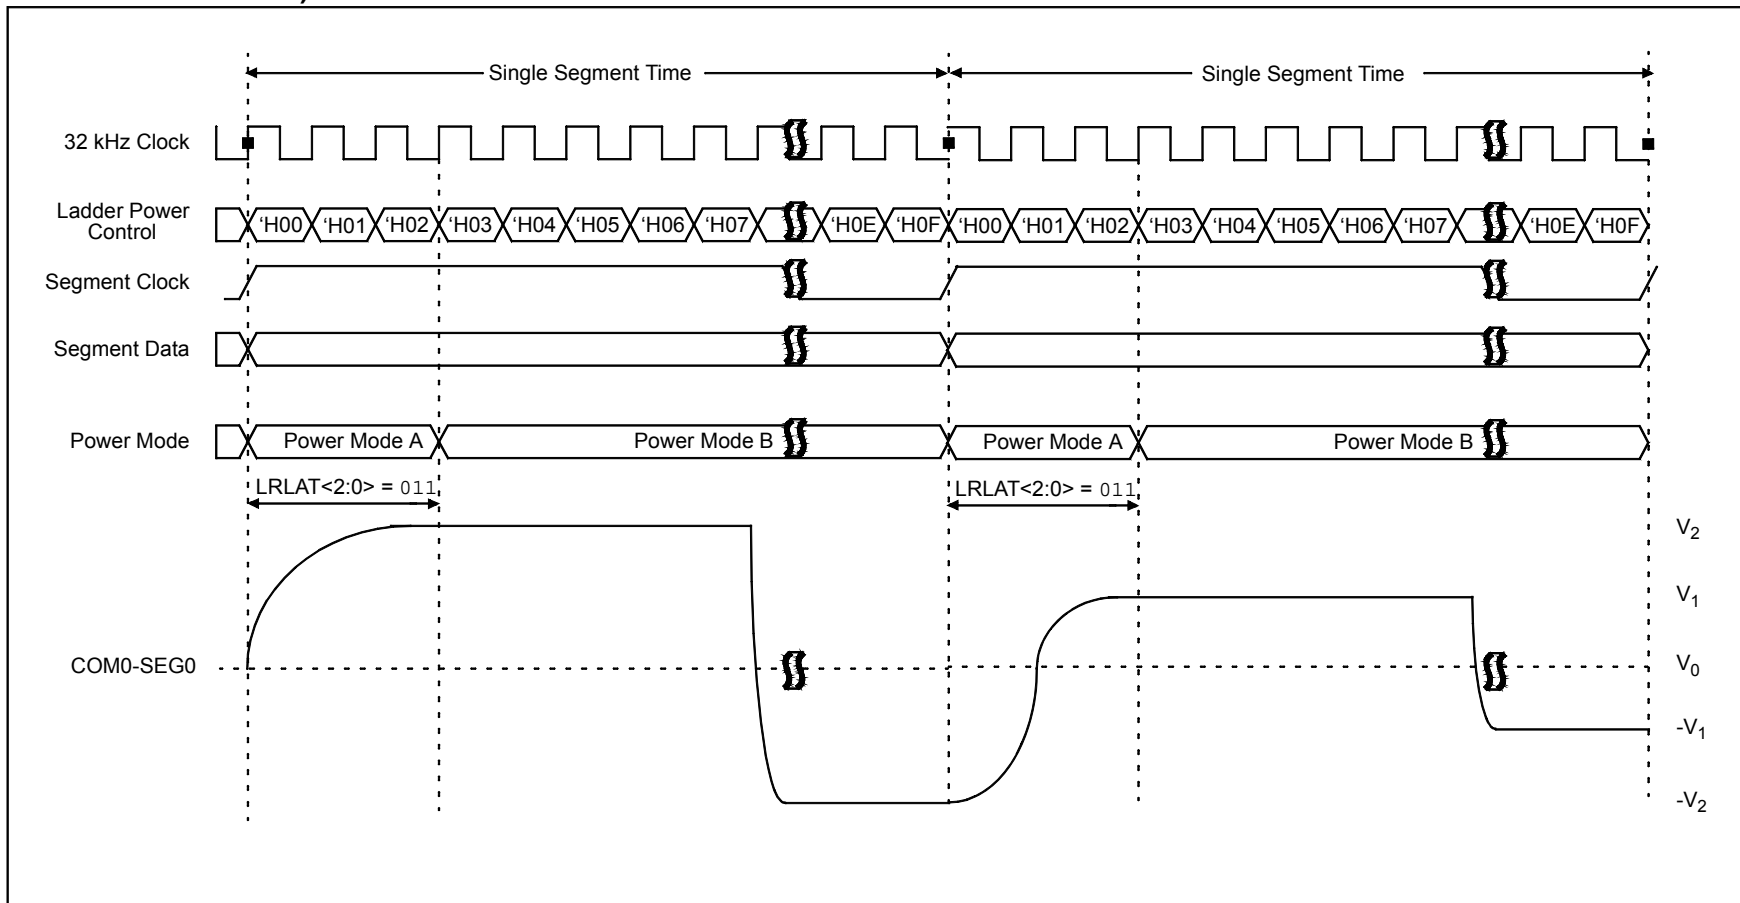 Single Segment Time
Single Segment Time
32 kHz Clock
Ladder Power
Control
‘H00 ‘H01 ‘H02 ‘H03 ‘H04 ‘H05 ‘H06 ‘H07 ‘H0E ‘H0F ‘H00 ‘H01 ‘H02 ‘H03 ‘H04 ‘H05 ‘H06 ‘H07 ‘H0E ‘H0F
Segment Clock
Segment Data
Power Mode
Power Mode A
Power Mode B
Power Mode A
Power Mode B
LRLAT<2:0> = 011
LRLAT<2:0> = 011
V2
V1
COM0-SEG0
V0
-V1
-V2